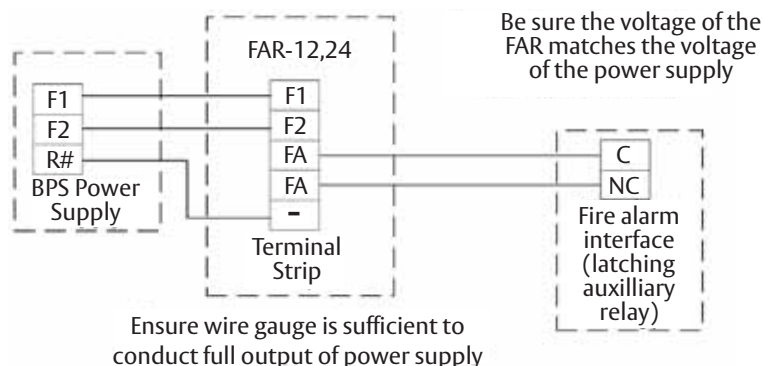 Be sure the voltage of the
FAR matches the voltage
of the power supply
FAR-12,24
F1
F2
R#
BPS Power
Supply
F1
F2
FA
FA
-
Terminal
Strip
C
NC
Fire alarm
interface
(latching
auxilliary
relay)
Ensure wire gauge is sufficient to
conduct full output of power supply